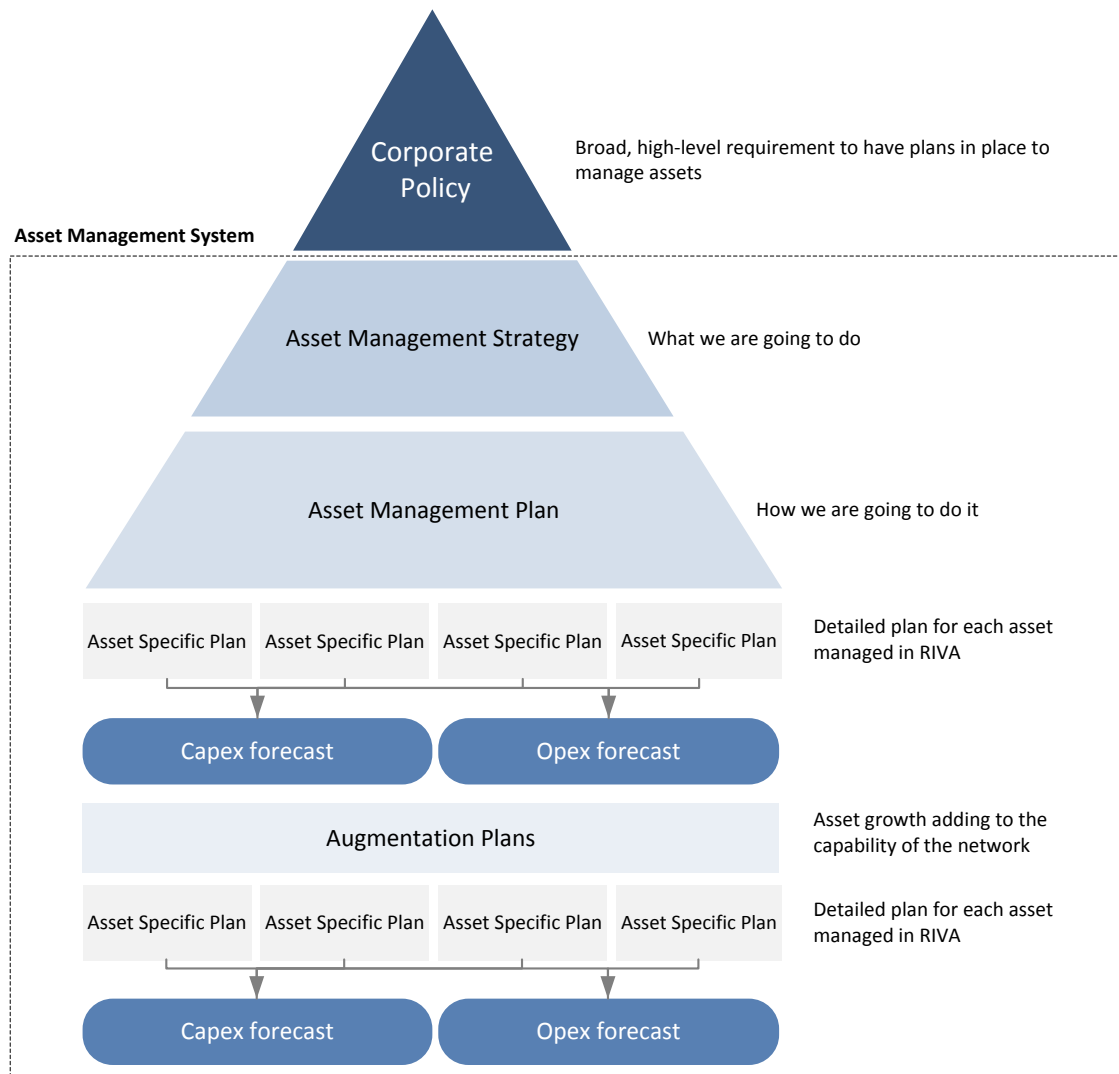 Corporate
Policy
Broad, high-level requirement to have plans in place to
manage assets
Asset Management System
Asset Management Strategy
What we are going to do
Asset Management Plan
How we are going to do it
Asset Specific Plan
Asset Specific Plan
Asset Specific Plan
Asset Specific Plan
Detailed plan for each asset
managed in RIVA
Capex forecast
Opex forecast
Augmentation Plans
Asset growth adding to the
capability of the network
Asset Specific Plan
Asset Specific Plan
Asset Specific Plan
Asset Specific Plan
Detailed plan for each asset
managed in RIVA
Capex forecast
Opex forecast